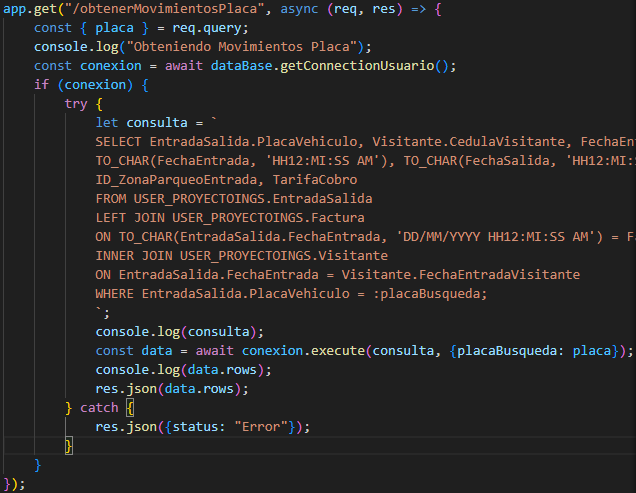 app.get("/obtenerMovimientosPlaca", async (req, res) => {
    const { placa } = req.query;
    console.log("Obteniendo Movimientos Placa");
    const conexion = await dataBase.getConnectionUsuario();
    if (conexion) {
        try {
            let consulta = `
            SELECT EntradaSalida.PlacaVehiculo, Visitante.CedulaVisitante, FechaEn
            TO_CHAR(FechaEntrada, 'HH12:MI:SS AM'), TO_CHAR(FechaSalida, 'HH12:MI:S
            ID_ZonaParqueoEntrada, TarifaCobro
            FROM USER_PROYECTOINGS.EntradaSalida
            LEFT JOIN USER_PROYECTOINGS.Factura
            ON TO_CHAR(EntradaSalida.FechaEntrada, 'DD/MM/YYYY HH12:MI:SS AM') = F
            INNER JOIN USER_PROYECTOINGS.Visitante
            ON EntradaSalida.FechaEntrada = Visitante.FechaEntradaVisitante
            WHERE EntradaSalida.PlacaVehiculo = :placaBusqueda;
            `;
            console.log(consulta);
            const data = await conexion.execute(consulta, {placaBusqueda: placa});
            console.log(data.rows);
            res.json(data.rows);
        } catch {
            res.json({status: "Error"});
        }
    }
});